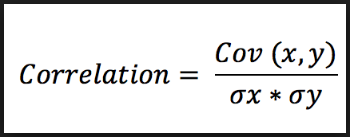 Correlation = Cov (x, y) / σx * σy